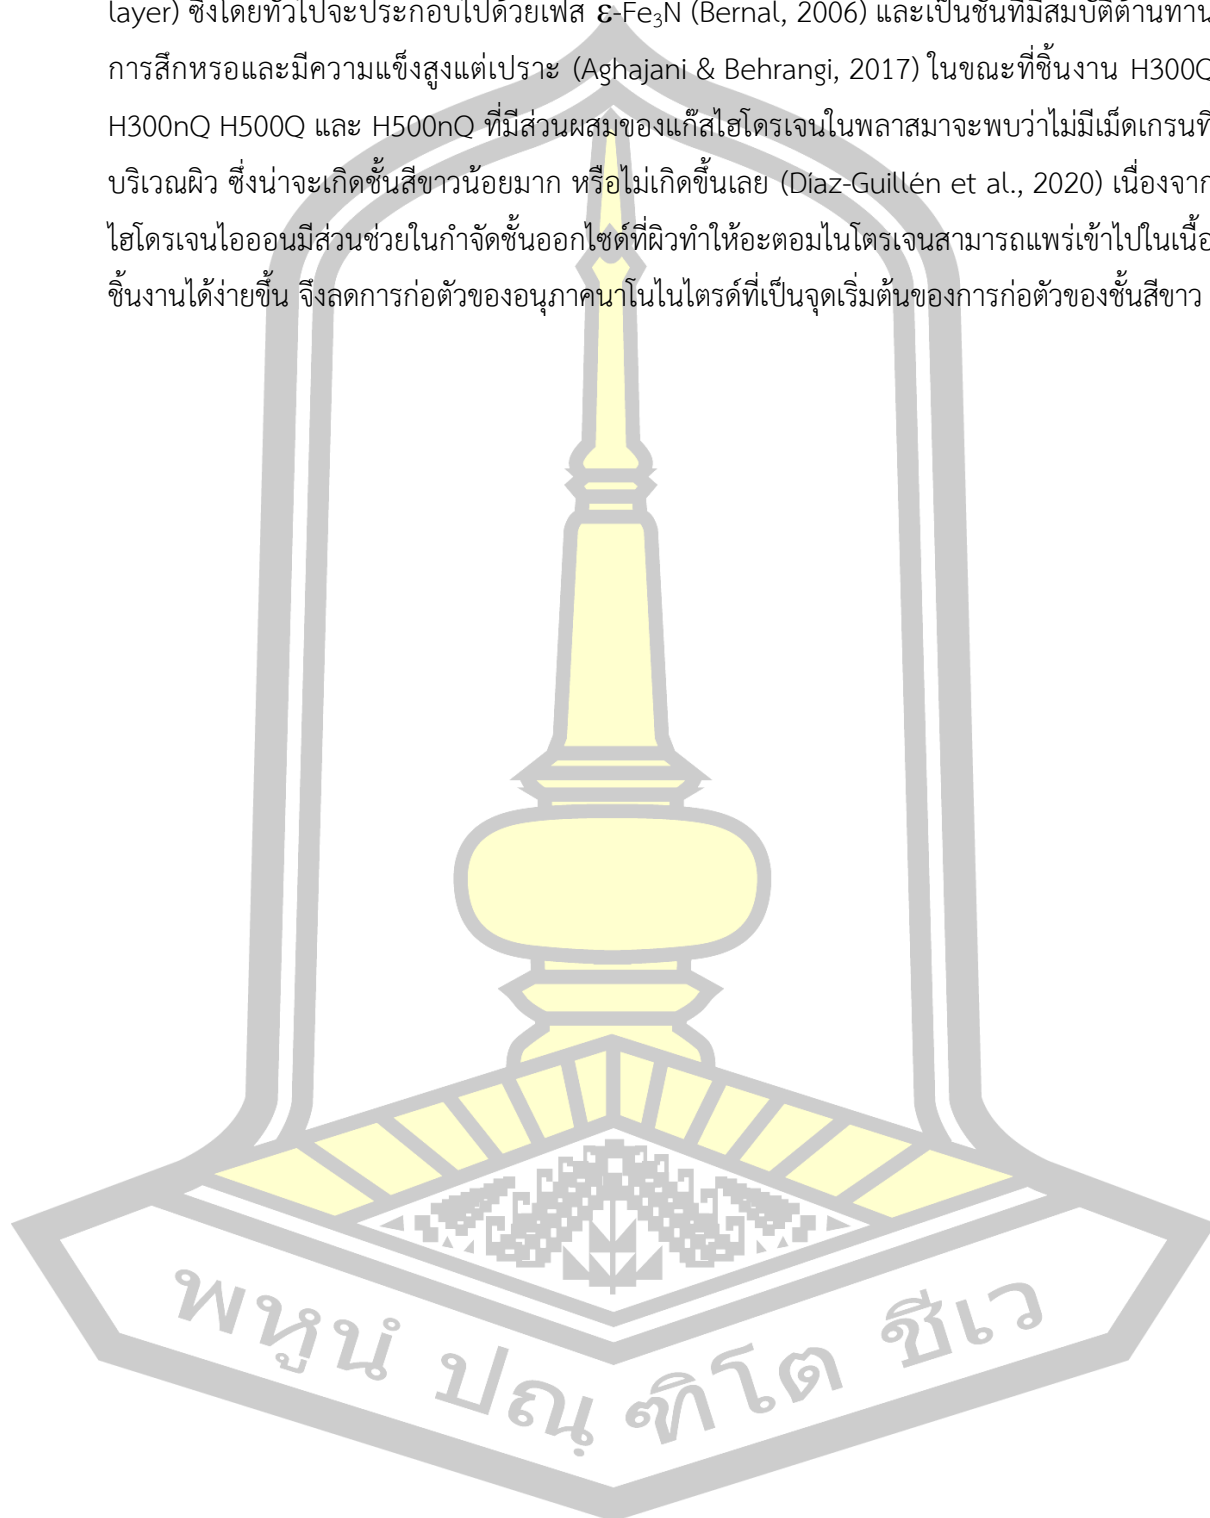 layer) ซึ่งโดยทั่วไปจะประกอบไปด้วยเฟส ε-Fe₃N (Bernal, 2006) และเป็นชั้นที่มีสมบัติต้านทาน
การสึกหรอและมีความแข็งสูงแต่เปราะ (Aghajani & Behrangi, 2017) ในขณะที่ชิ้นงาน H300Q
H300nQ H500Q และ H500nQ ที่มีส่วนผสมของแก๊สไฮโดรเจนในพลาสมาจะพบว่าไม่มีเม็ดเกรนที่
บริเวณผิว ซึ่งน่าจะเกิดชั้นสีขาวน้อยมาก หรือไม่เกิดขึ้นเลย (Díaz-Guillén et al., 2020) เนื่องจาก
ไฮโดรเจนไอออนมีส่วนช่วยในกำจัดชั้นออกไซด์ที่ผิวทำให้อะตอมไนโตรเจนสามารถแพร่เข้าไปในเนื้อ
ชิ้นงานได้ง่ายขึ้น จึงลดการก่อตัวของอนุภาคนาโนไนไตรด์ที่เป็นจุดเริ่มต้นของการก่อตัวของชั้นสีขาว
พหูนํ ปณฺฑิโต ชีเว